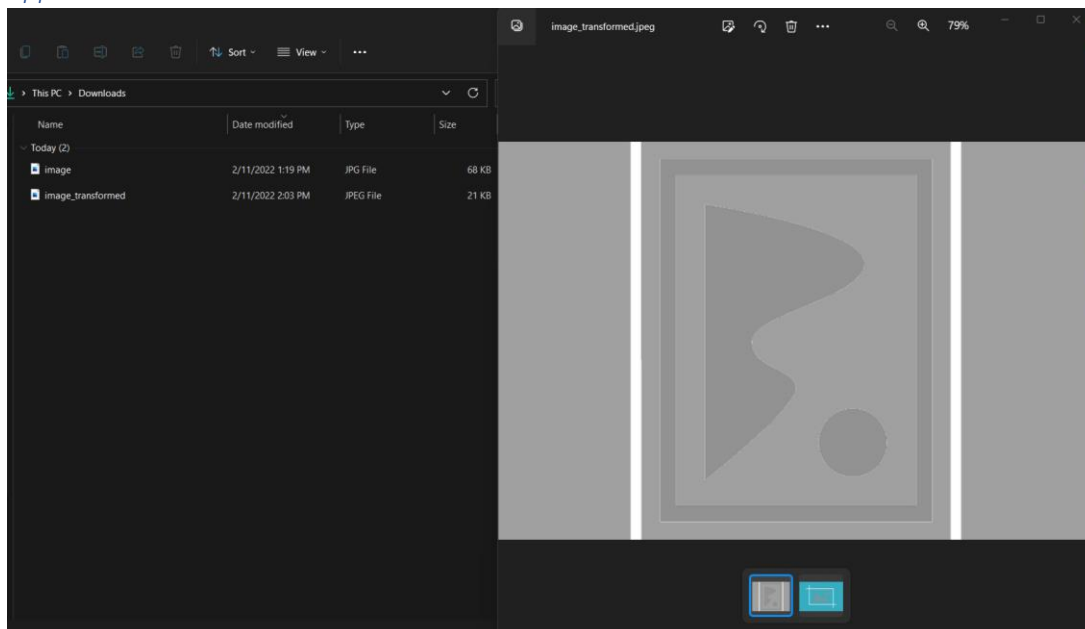 image_transformed.jpeg
79%
Sort
View
This PC > Downloads
Name
Date modified
Type
Size
Today (2)
image
2/11/2022 1:19 PM
JPG File
68 KB
image_transformed
2/11/2022 2:03 PM
JPEG File
21 KB